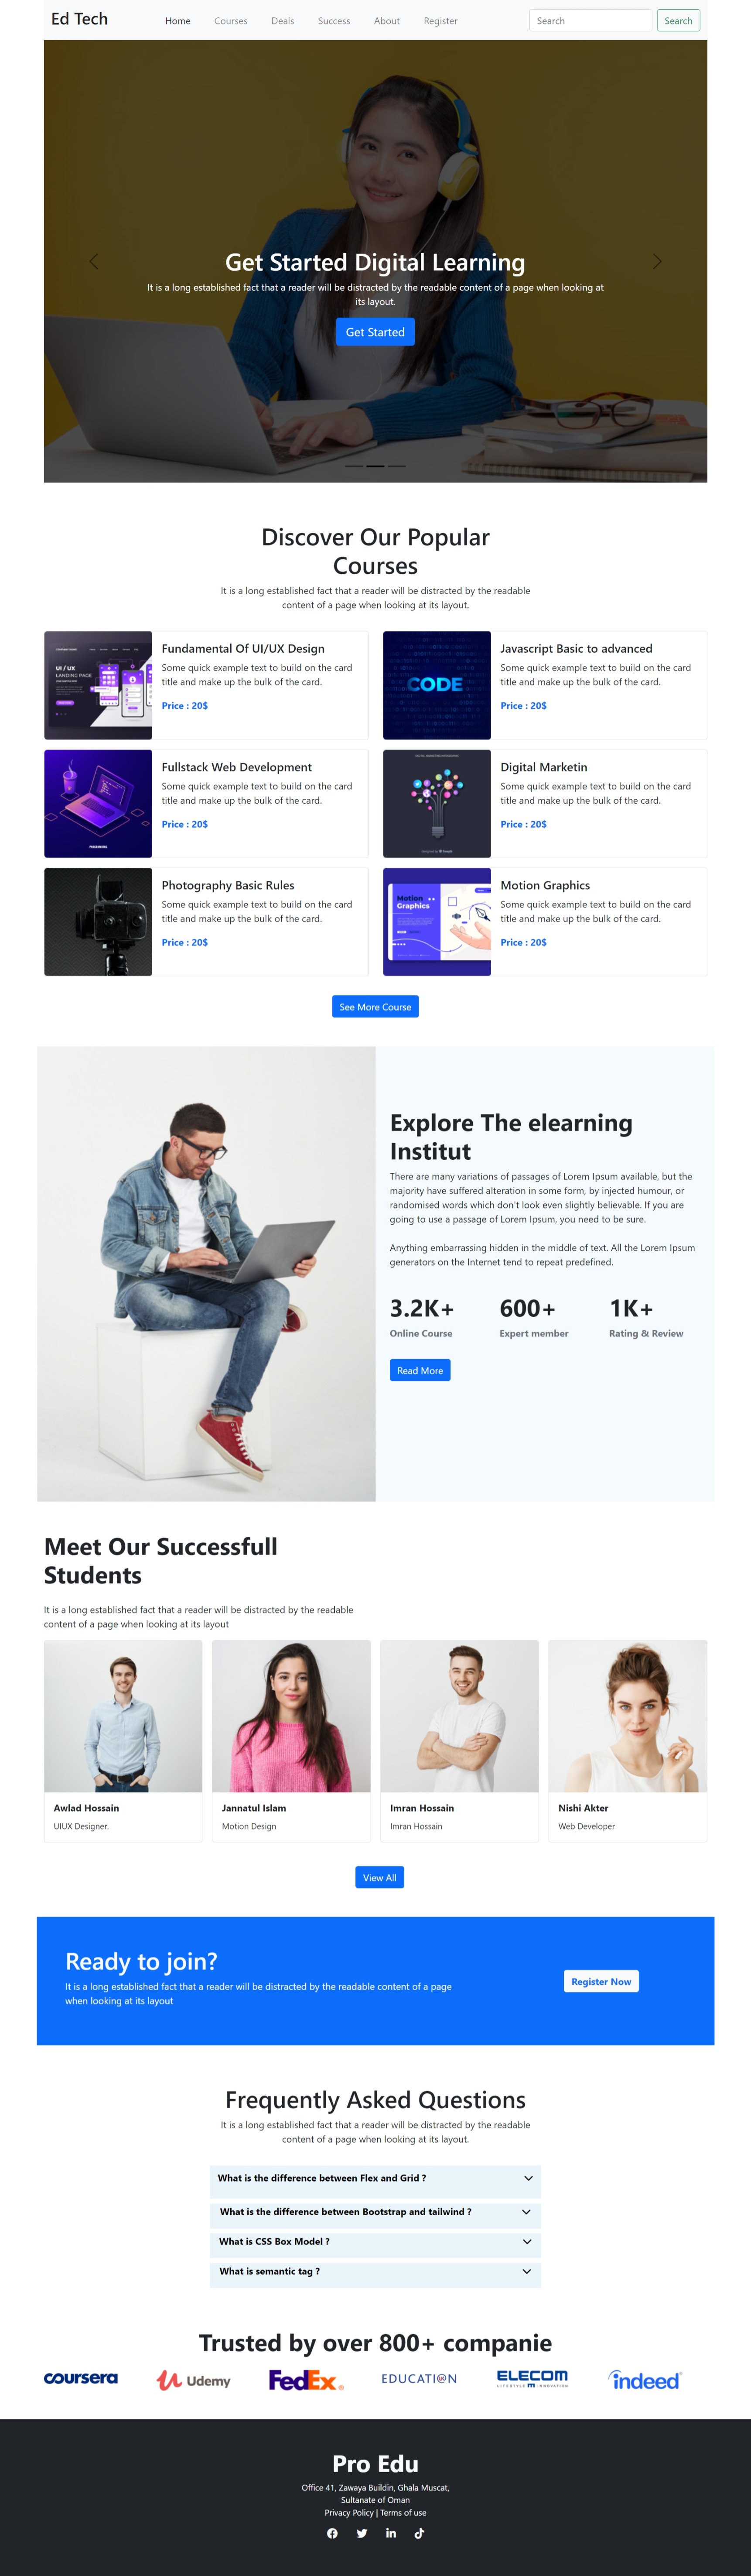 Ed Tech
Home
Courses
Deals
Success
About
Register
Search
Search
Get Started Digital Learning
It is a long established fact that a reader will be distracted by the readable content of a page when looking at
its layout.
Get Started
Discover Our Popular
Courses
It is a long established fact that a reader will be distracted by the readable
content of a page when looking at its layout.
UI / UX
LANDING PAGE
Fundamental Of UI/UX Design
Some quick example text to build on the card
title and make up the bulk of the card.
Price : 20$
CODE
Javascript Basic to advanced
Some quick example text to build on the card
title and make up the bulk of the card.
Price : 20$
Fullstack Web Development
Some quick example text to build on the card
title and make up the bulk of the card.
Price : 20$
Digital Marketin
Some quick example text to build on the card
title and make up the bulk of the card.
Price : 20$
Photography Basic Rules
Some quick example text to build on the card
title and make up the bulk of the card.
Price : 20$
Motion
Graphics
Motion Graphics
Some quick example text to build on the card
title and make up the bulk of the card.
Price : 20$
See More Course
Explore The elearning
Institut
There are many variations of passages of Lorem Ipsum available, but the
majority have suffered alteration in some form, by injected humour, or
randomised words which don't look even slightly believable. If you are
going to use a passage of Lorem Ipsum, you need to be sure.
Anything embarrassing hidden in the middle of text. All the Lorem Ipsum
generators on the Internet tend to repeat predefined.
3.2K+
Online Course
600+
Expert member
1K+
Rating & Review
Read More
Meet Our Successfull
Students
It is a long established fact that a reader will be distracted by the readable
content of a page when looking at its layout
Awlad Hossain
UIUX Designer.
Jannatul Islam
Motion Design
Imran Hossain
Imran Hossain
Nishi Akter
Web Developer
View All
Ready to join?
It is a long established fact that a reader will be distracted by the readable content of a page
when looking at its layout
Register Now
Frequently Asked Questions
It is a long established fact that a reader will be distracted by the readable
content of a page when looking at its layout.
What is the difference between Flex and Grid ?
What is the difference between Bootstrap and tailwind ?
What is CSS Box Model ?
What is semantic tag ?
Trusted by over 800+ companie
coursera
Udemy
FedEx®
EDUCATI@N
ELECOM
LIFESTYLE INNOVATION
indeed
Pro Edu
Office 41, Zawaya Buildin, Ghala Muscat,
Sultanate of Oman
Privacy Policy | Terms of use